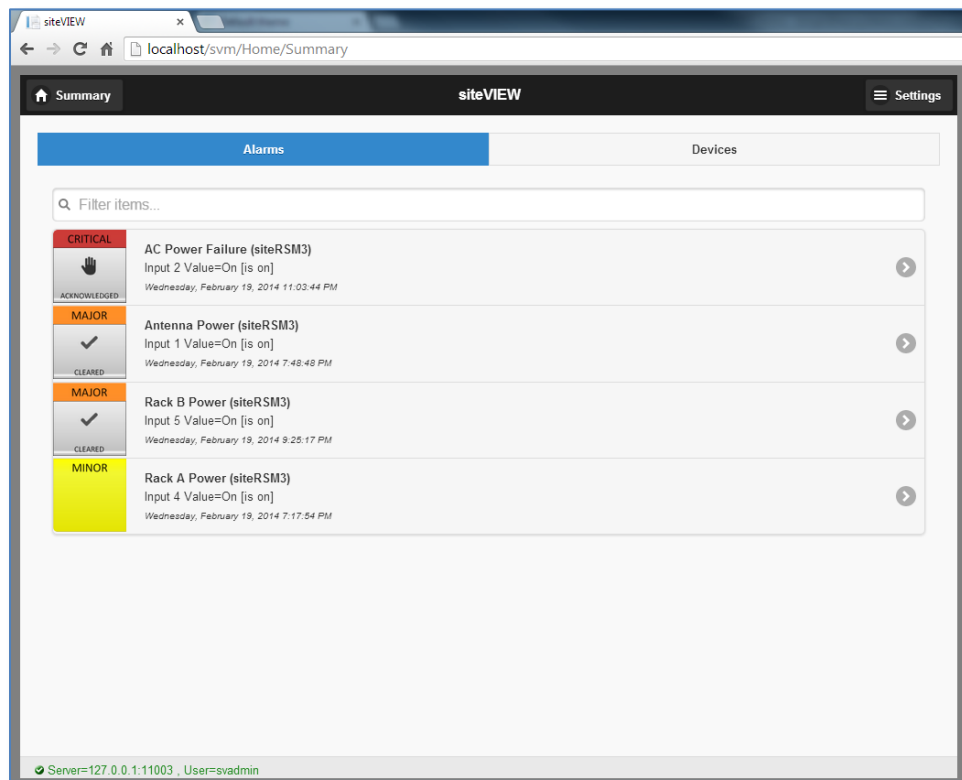 siteVIEW
localhost/svm/Home/Summary
Summary
siteVIEW
Settings
Alarms
Devices
Filter items...
CRITICAL
ACKNOWLEDGED
AC Power Failure (siteRSM3)
Input 2 Value=On [is on]
Wednesday, February 19, 2014 11:03:44 PM
MAJOR
CLEARED
Antenna Power (siteRSM3)
Input 1 Value=On [is on]
Wednesday, February 19, 2014 7:48:48 PM
MAJOR
CLEARED
Rack B Power (siteRSM3)
Input 5 Value=On [is on]
Wednesday, February 19, 2014 9:25:17 PM
MINOR
Rack A Power (siteRSM3)
Input 4 Value=On [is on]
Wednesday, February 19, 2014 7:17:54 PM
Server=127.0.0.1:11003 , User=svadmin